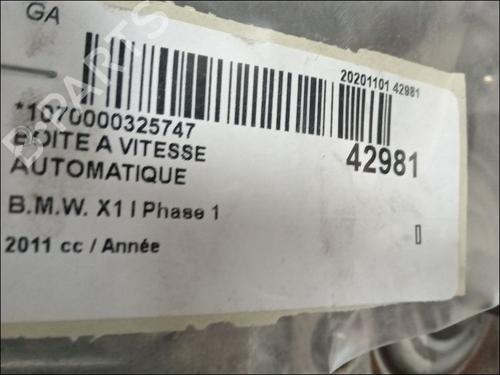 GA
20201101 42981
*1070000325747
42981
BOITE A VITESSE
AUTOMATIQUE
B.M.W. X1 I Phase 1
2011 cc / Année